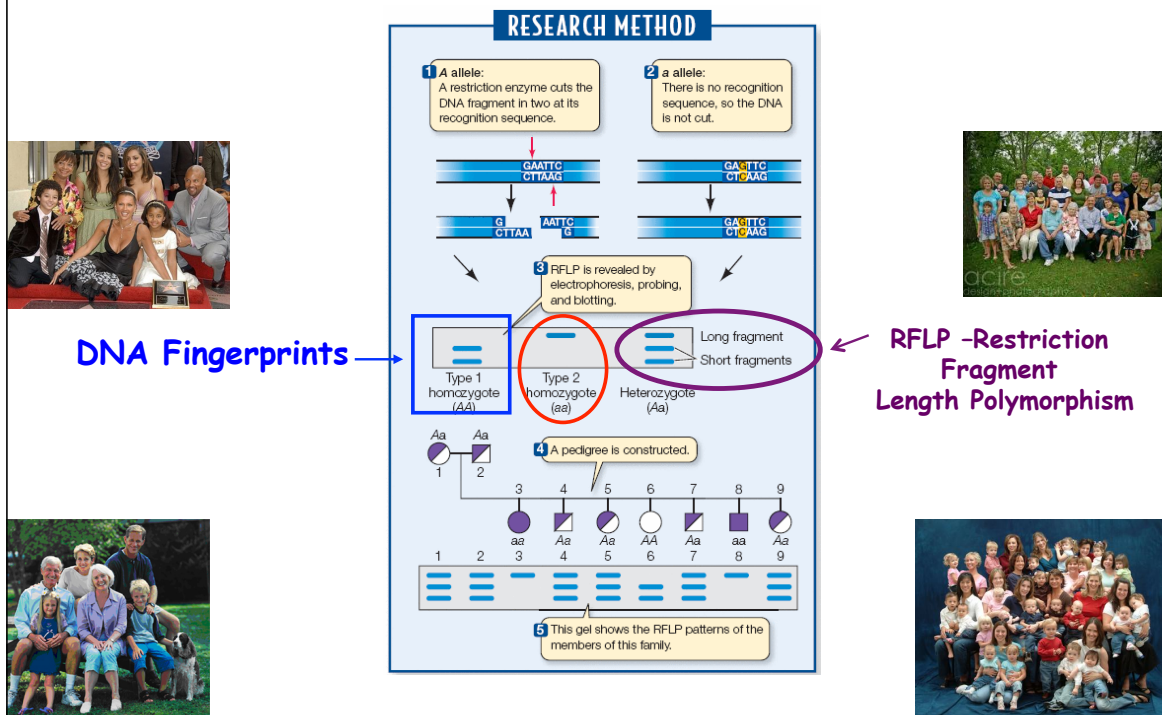 RESEARCH METHOD
1 A allele:
A restriction enzyme cuts the
DNA fragment in two at its
recognition sequence.
2 a allele:
There is no recognition
sequence, so the DNA
is not cut.
GAATTC
CTTAAG
GAGTTC
CTCAAG
G
CTTAA
AATTC
G
GAGTTC
CTCAAG
acire
design+photography
3 RFLP is revealed by
electrophoresis, probing,
and blotting.
DNA Fingerprints
Long fragment
Short fragments
Type 1
homozygote
(AA)
Type 2
homozygote
(aa)
Heterozygote
(Aa)
RFLP –Restriction
Fragment
Length Polymorphism
Aa Aa
1 2
4 A pedigree is constructed.
3 4 5 6 7 8 9
aa Aa Aa AA Aa aa Aa
1 2 3 4 5 6 7 8 9
5 This gel shows the RFLP patterns of the
members of this family.